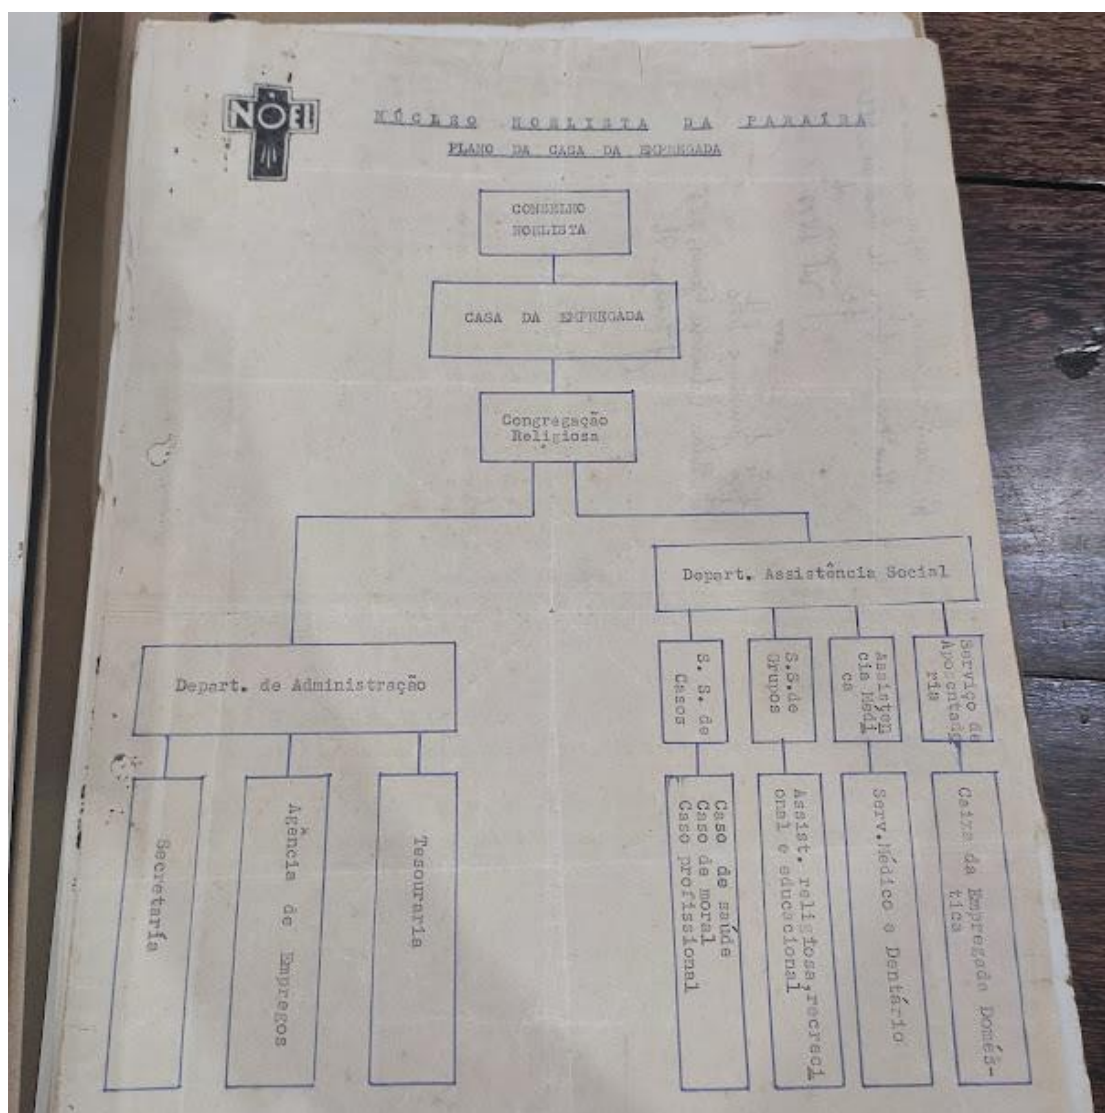 NOEL
NÚCLEO NOELISTA DA PARAÍBA
PLANO DA CASA DA EMPREGADA
CONSELHO
NOELISTA
CASA DA EMPREGADA
Congregação
Religiosa
Depart. Assistência Social
S. S. de
Casos
S.S.de
Grupos
Assistên
cia Médi
ca
Serviço de
Aposentado
ria
Depart. de Administração
Secretaría
Agência de Empregos
Tesouraria
Caso de saúde
Caso de moral
Caso profissional
Assist. religiosa,recreaci
onal e educacional
Serv.Médico e Dentário
Caixa da Empregada Domés-
tica